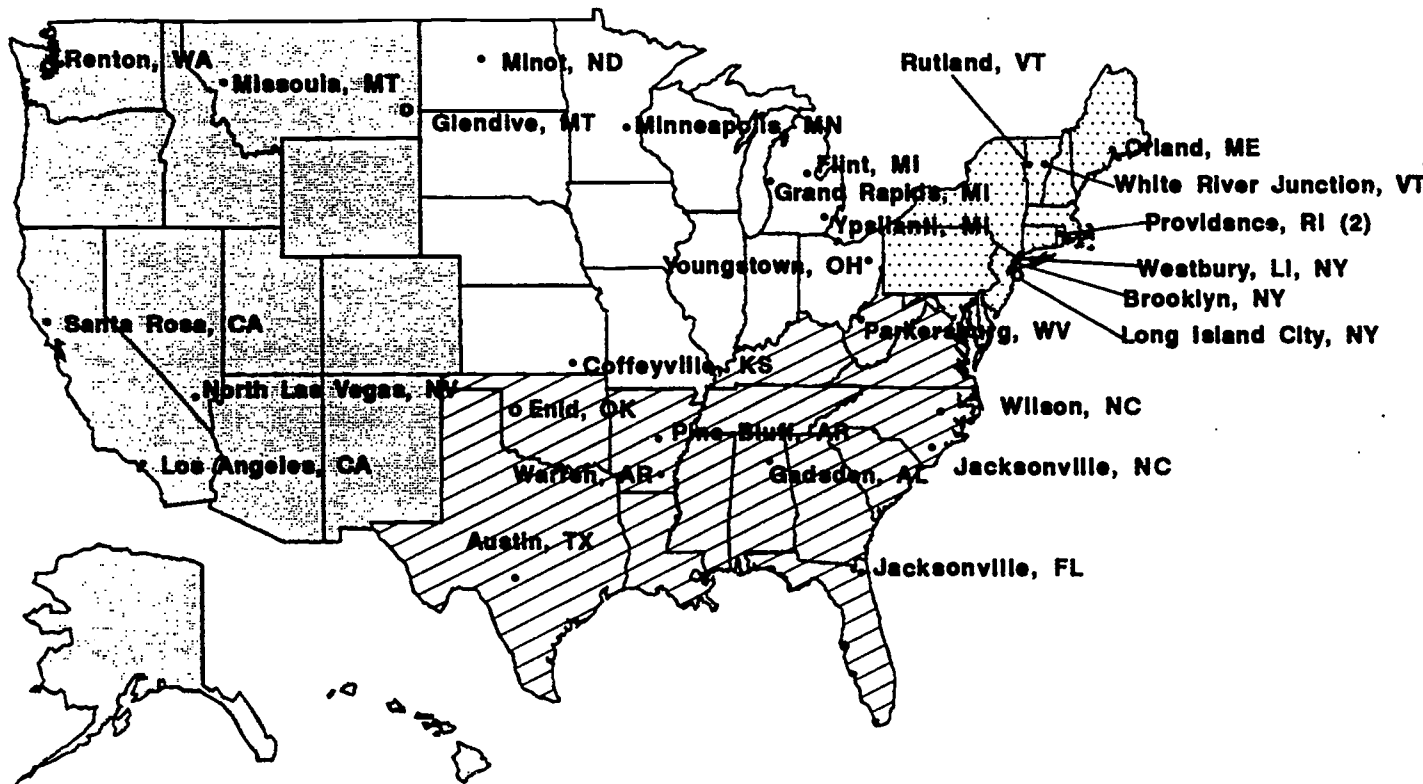 Renton, WA
Missoula, MT
Minot, ND
Rutland, VT
Glendive, MT
Minneapolis, MN
Orland, ME
Flint, MI
White River Junction, VT
Grand Rapids, MI
Ypsilanti, MI
Providence, RI (2)
Youngstown, OH
Westbury, LI, NY
Brooklyn, NY
Santa Rosa, CA
Parkersburg, WV
Long Island City, NY
Coffeyville, KS
North Las Vegas, NV
Enid, OK
Wilson, NC
Pine Bluff, AR
Los Angeles, CA
Warren, AR
Gadsden, AL
Jacksonville, NC
Austin, TX
Jacksonville, FL